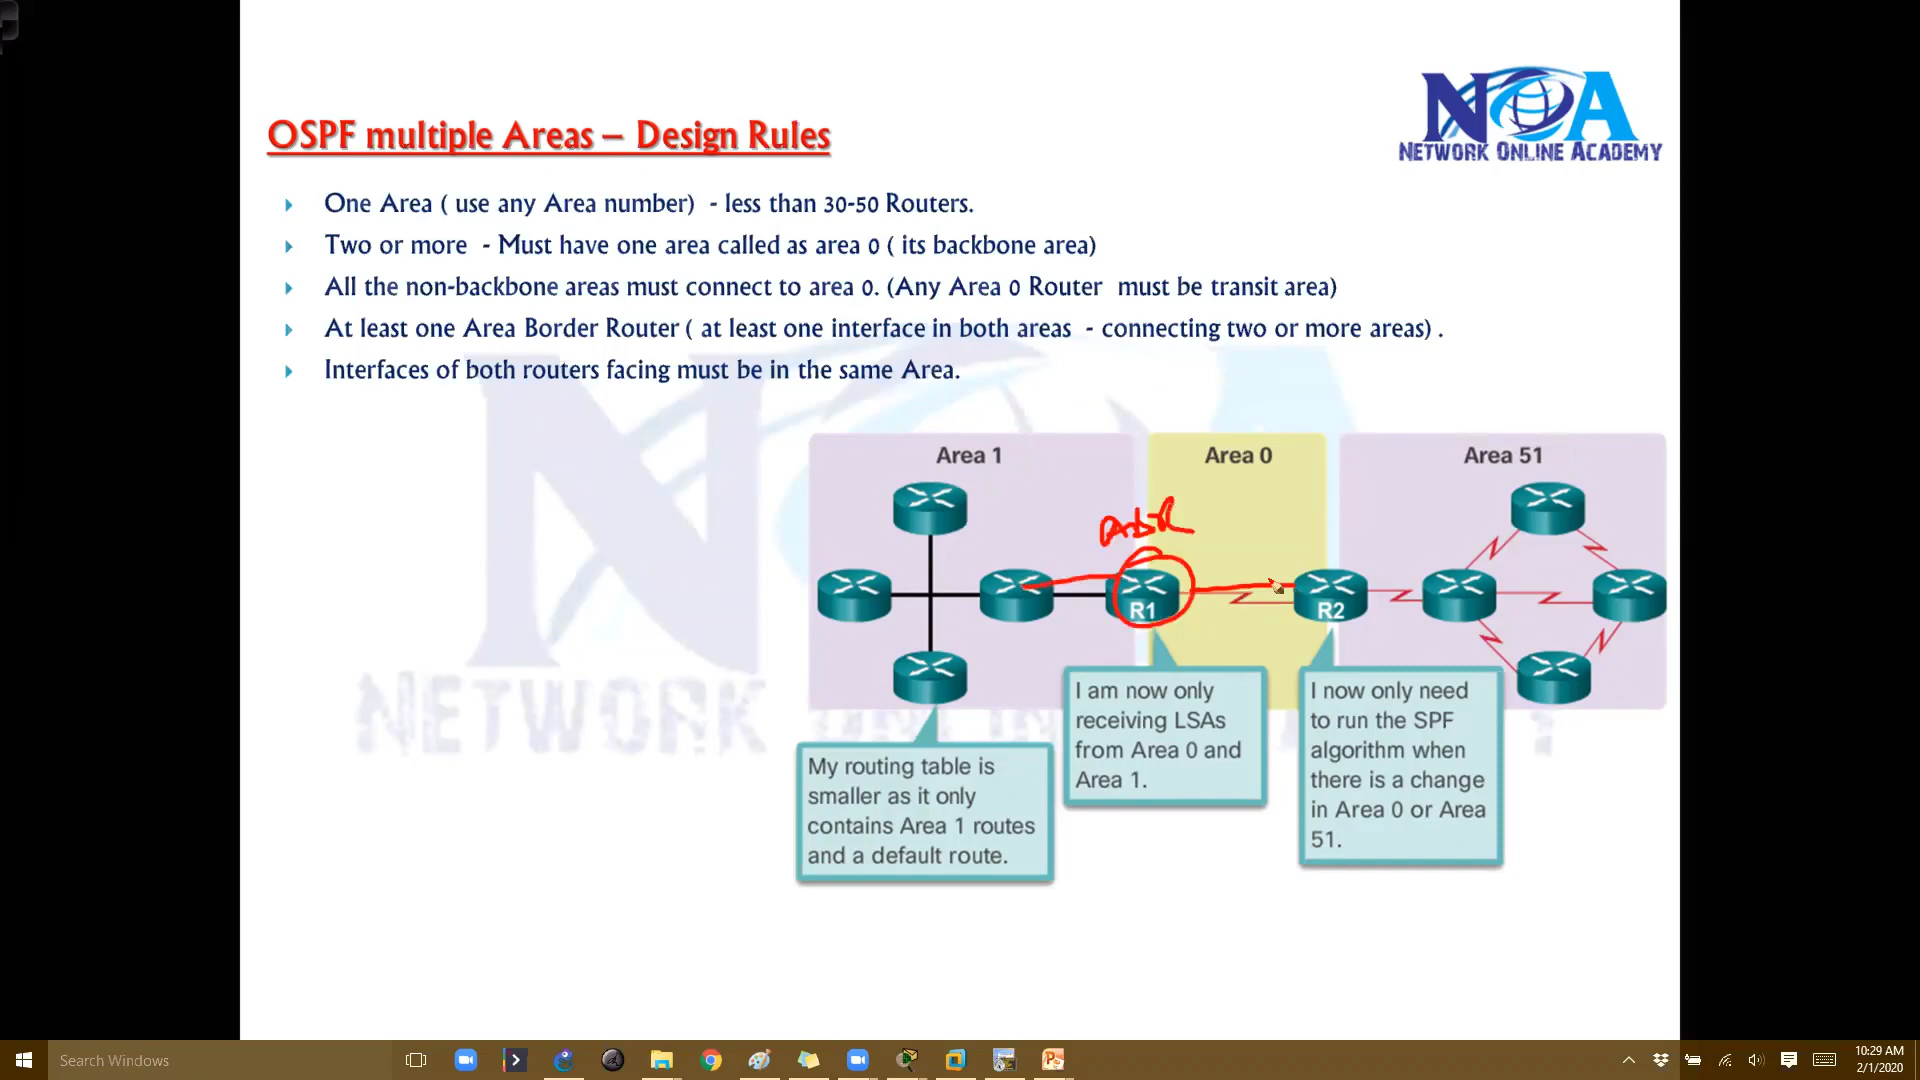 NOA
NETWORK ONLINE ACADEMY
OSPF multiple Areas – Design Rules
One Area ( use any Area number) - less than 30-50 Routers.
Two or more - Must have one area called as area 0 ( its backbone area)
All the non-backbone areas must connect to area 0. (Any Area 0 Router must be transit area)
At least one Area Border Router ( at least one interface in both areas - connecting two or more areas) .
Interfaces of both routers facing must be in the same Area.
Area 1
Area 0
Area 51
ABR
R1
R2
I am now only
receiving LSAs
from Area 0 and
Area 1.
I now only need
to run the SPF
algorithm when
there is a change
in Area 0 or Area
51.
My routing table is
smaller as it only
contains Area 1 routes
and a default route.
Search Windows
10:29 AM
2/1/2020